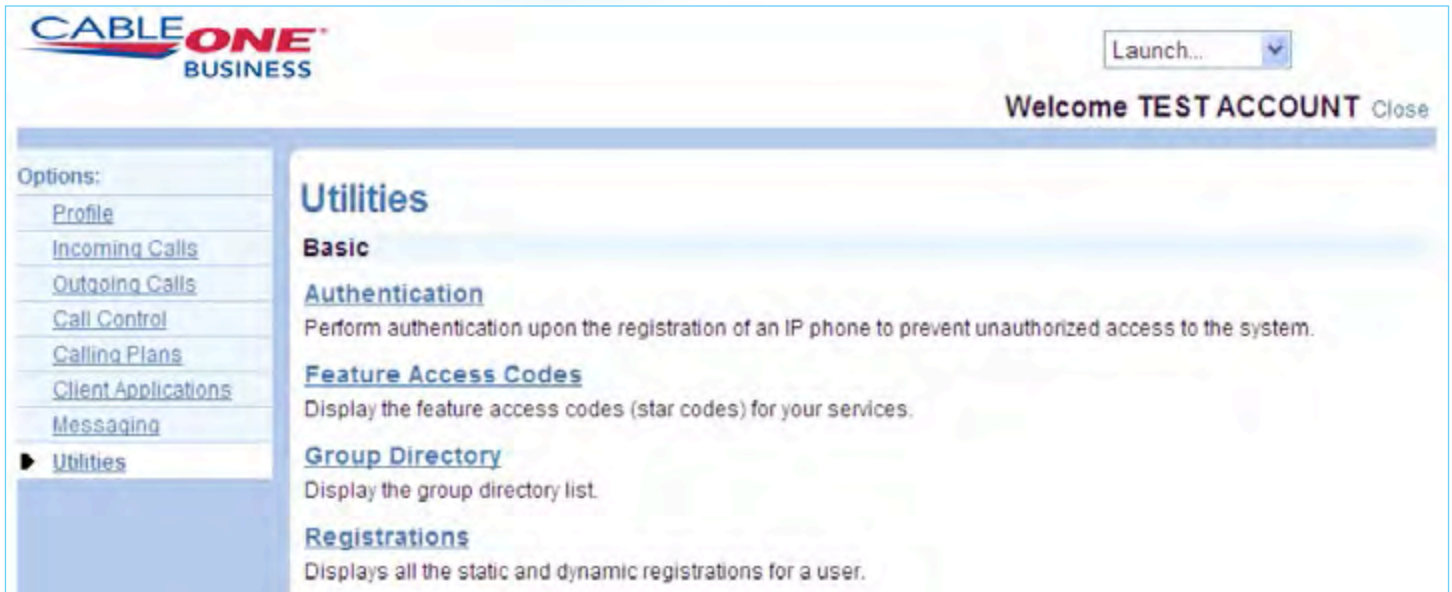 CABLEONE
BUSINESS
Launch...
Welcome TEST ACCOUNT Close
Options:
Profile
Incoming Calls
Outgoing Calls
Call Control
Calling Plans
Client Applications
Messaging
Utilities
Utilities
Basic
Authentication
Perform authentication upon the registration of an IP phone to prevent unauthorized access to the system.
Feature Access Codes
Display the feature access codes (star codes) for your services.
Group Directory
Display the group directory list.
Registrations
Displays all the static and dynamic registrations for a user.